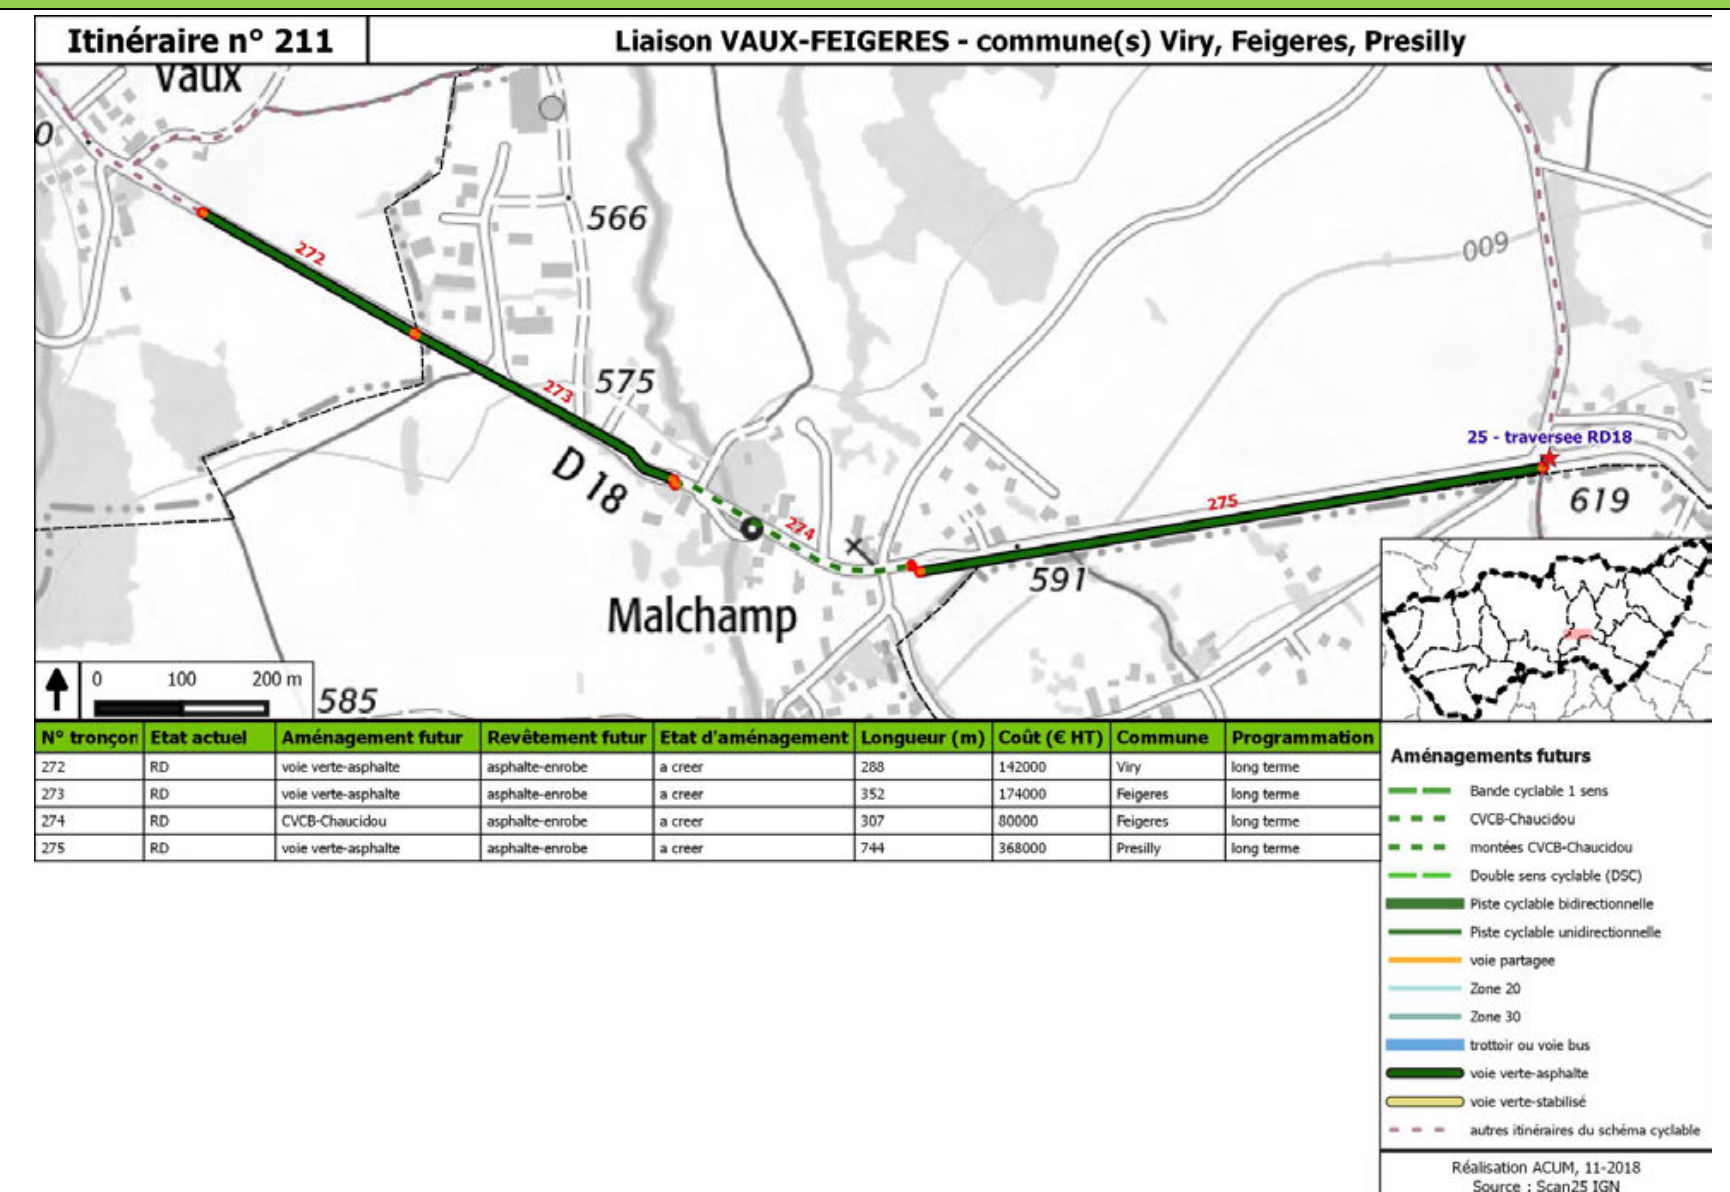 Itinéraire n° 211
Liaison VAUX-FEIGERES - commune(s) Viry, Feigeres, Presilly
Vaux
0
566
272
600
273
575
25 - traversee RD18
D 18
275
619
274
591
Malchamp
0 100 200 m
585
N° tronçon Etat actuel Aménagement futur Revêtement futur Etat d'aménagement Longueur (m) Coût (€ HT) Commune Programmation
272 RD voie verte-asphalte asphalte-enrobe a creer 288 142000 Viry long terme
273 RD voie verte-asphalte asphalte-enrobe a creer 352 174000 Feigeres long terme
274 RD CVCB-Chaucidou asphalte-enrobe a creer 307 80000 Feigeres long terme
275 RD voie verte-asphalte asphalte-enrobe a creer 744 368000 Presilly long terme
Aménagements futurs
Bande cyclable 1 sens
CVCB-Chaucidou
montées CVCB-Chaucidou
Double sens cyclable (DSC)
Piste cyclable bidirectionnelle
Piste cyclable unidirectionnelle
voie partagee
Zone 20
Zone 30
trottoir ou voie bus
voie verte-asphalte
voie verte-stabilisé
autres itinéraires du schéma cyclable
Réalisation ACUM, 11-2018
Source : Scan25 IGN